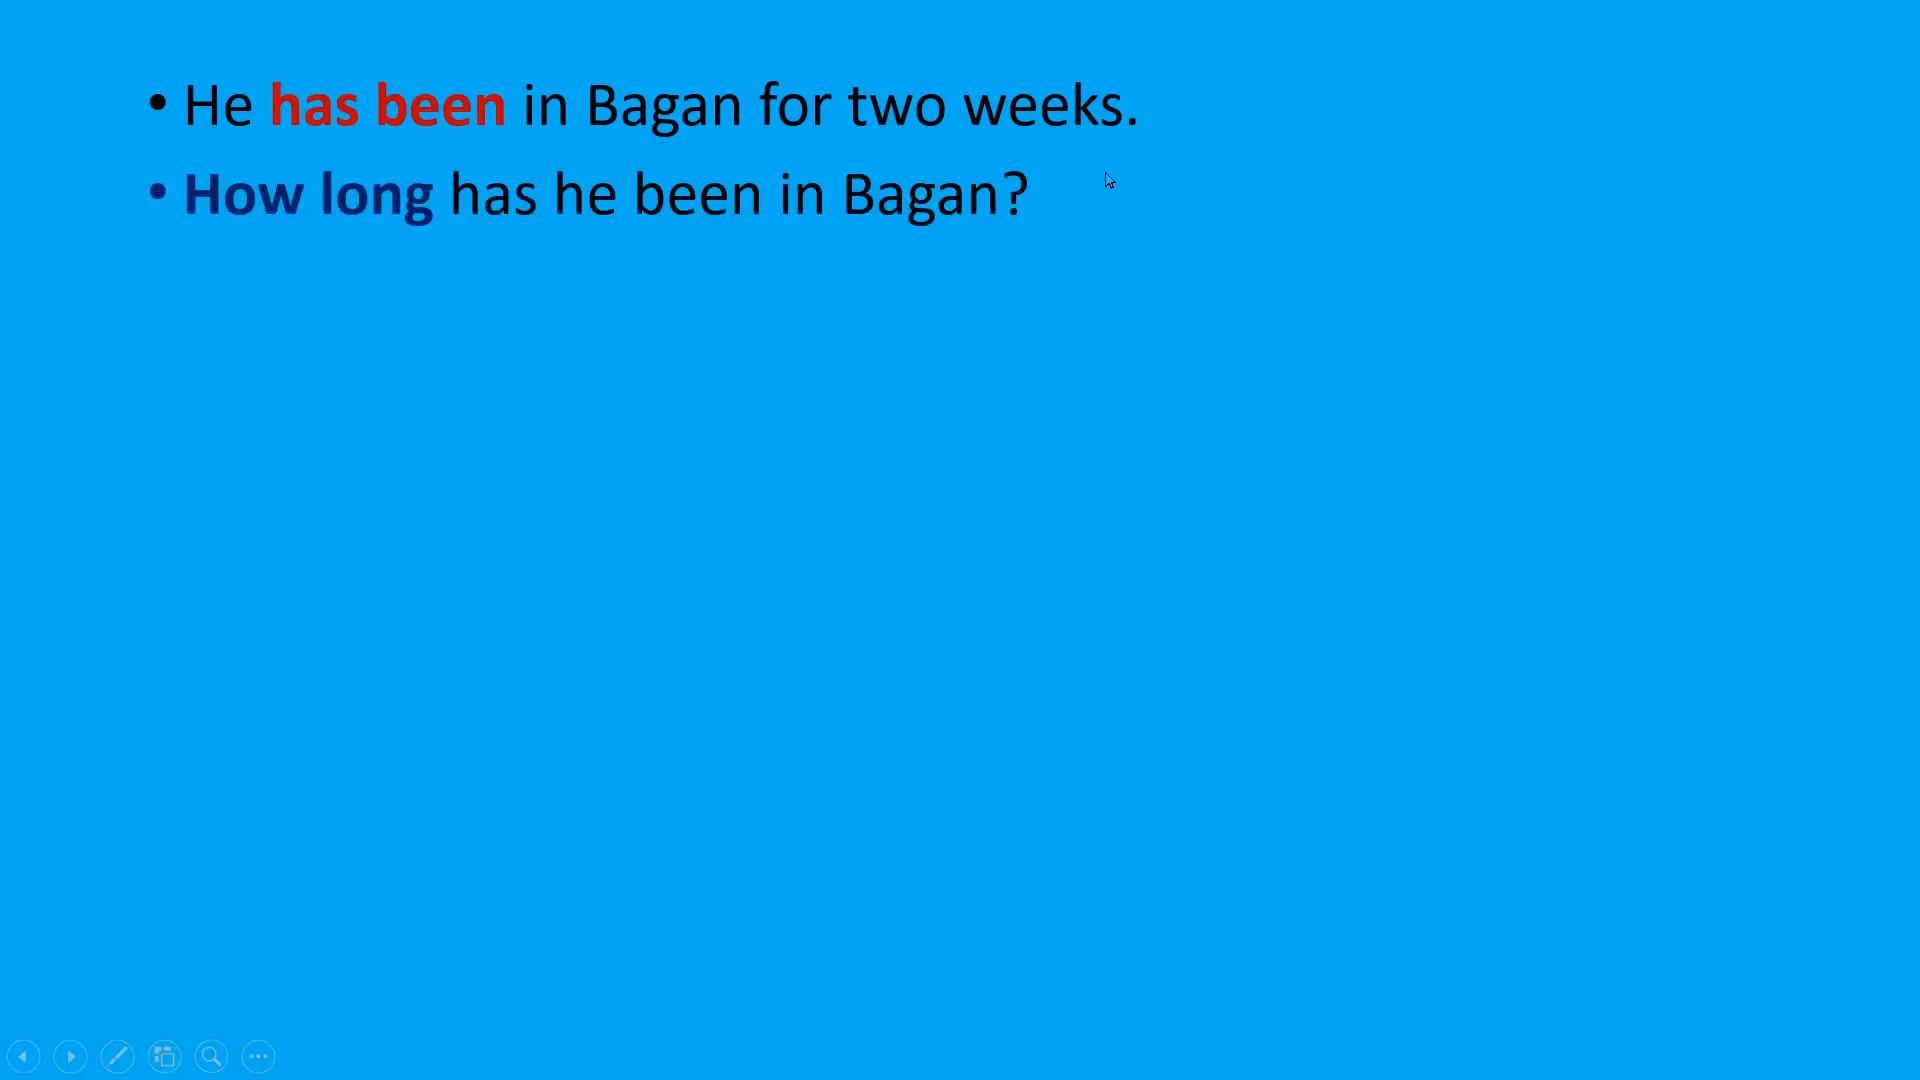 • He has been in Bagan for two weeks.
• How long has he been in Bagan?